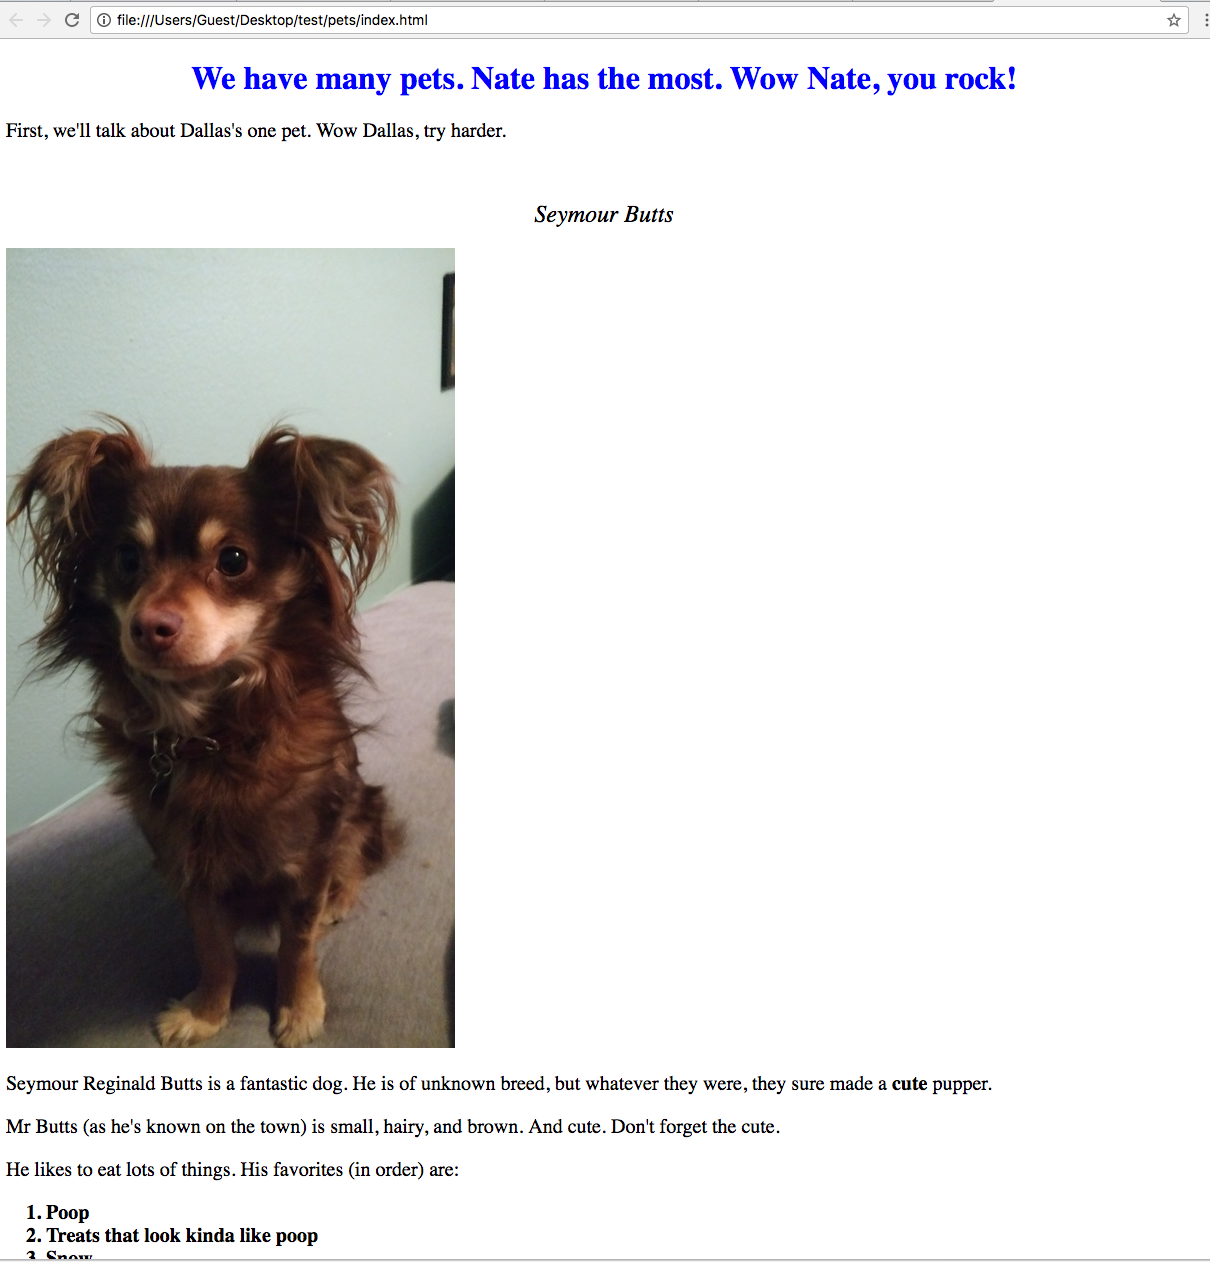 file:///Users/Guest/Desktop/test/pets/index.html
We have many pets. Nate has the most. Wow Nate, you rock!
First, we'll talk about Dallas's one pet. Wow Dallas, try harder.
Seymour Butts
Seymour Reginald Butts is a fantastic dog. He is of unknown breed, but whatever they were, they sure made a cute pupper.
Mr Butts (as he's known on the town) is small, hairy, and brown. And cute. Don't forget the cute.
He likes to eat lots of things. His favorites (in order) are:
1. Poop
2. Treats that look kinda like poop
3. Snow